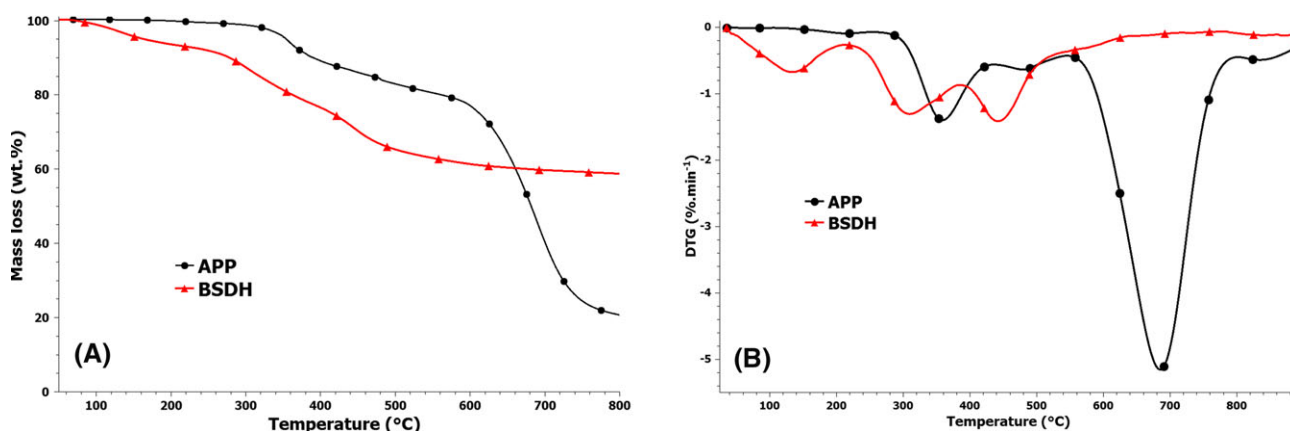 Mass loss (wt.%)
100
80
60
40
20
0
APP
BSDH
(A)
100
200
300
400
500
600
700
800
Temperature (°C)
DTG (%.min⁻¹)
0
-1
-2
-3
-4
-5
APP
BSDH
(B)
100
200
300
400
500
600
700
800
Temperature (°C)